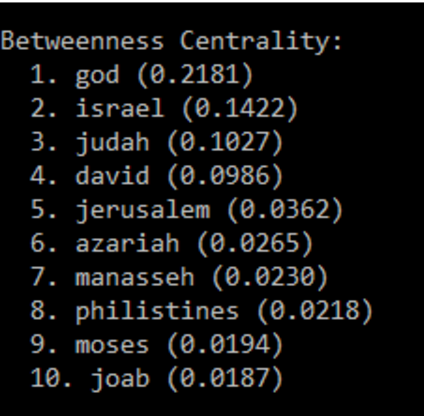 Betweenness Centrality:
1. god (0.2181)
2. israel (0.1422)
3. judah (0.1027)
4. david (0.0986)
5. jerusalem (0.0362)
6. azariah (0.0265)
7. manasseh (0.0230)
8. philistines (0.0218)
9. moses (0.0194)
10. joab (0.0187)